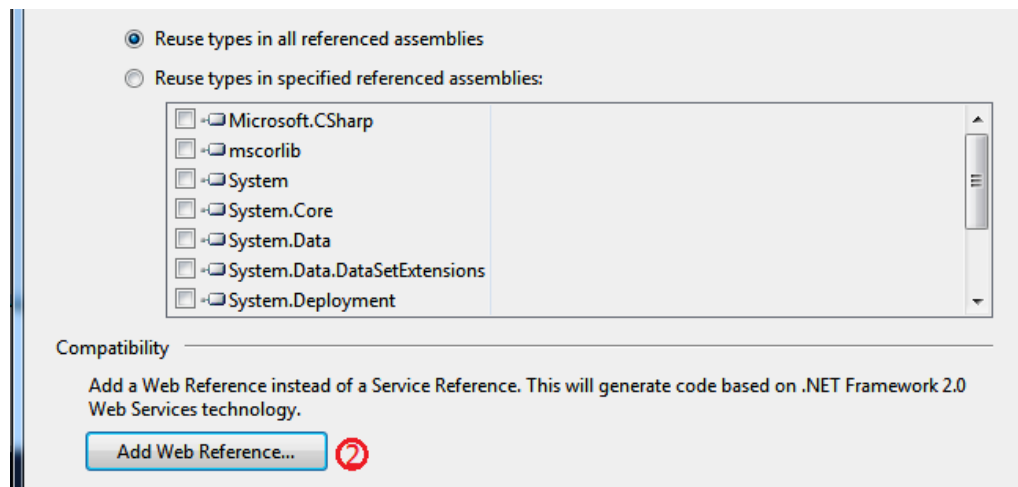 Reuse types in all referenced assemblies
Reuse types in specified referenced assemblies:
Microsoft.CSharp
mscorlib
System
System.Core
System.Data
System.Data.DataSetExtensions
System.Deployment
Compatibility
Add a Web Reference instead of a Service Reference. This will generate code based on .NET Framework 2.0
Web Services technology.
Add Web Reference... 2